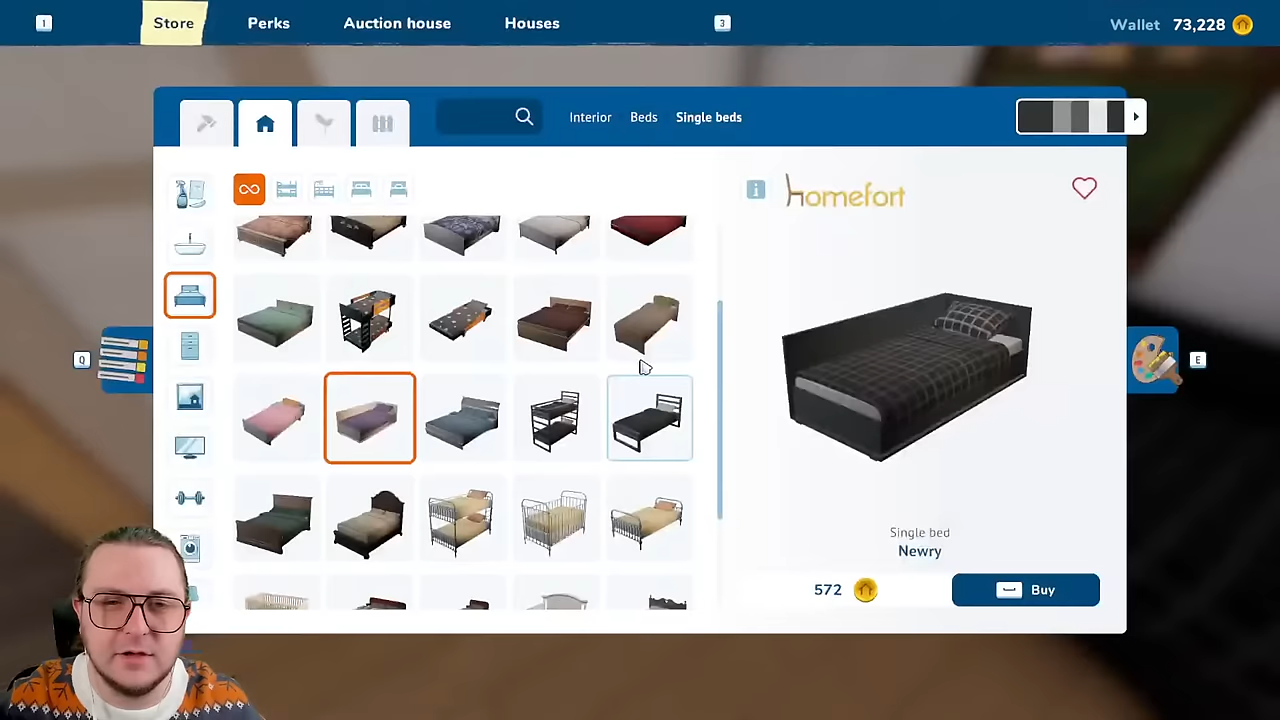 1
Store
Perks
Auction house
Houses
3
Wallet 73,228
Interior
Beds
Single beds
homefort
Q
E
Single bed
Newry
572
Buy